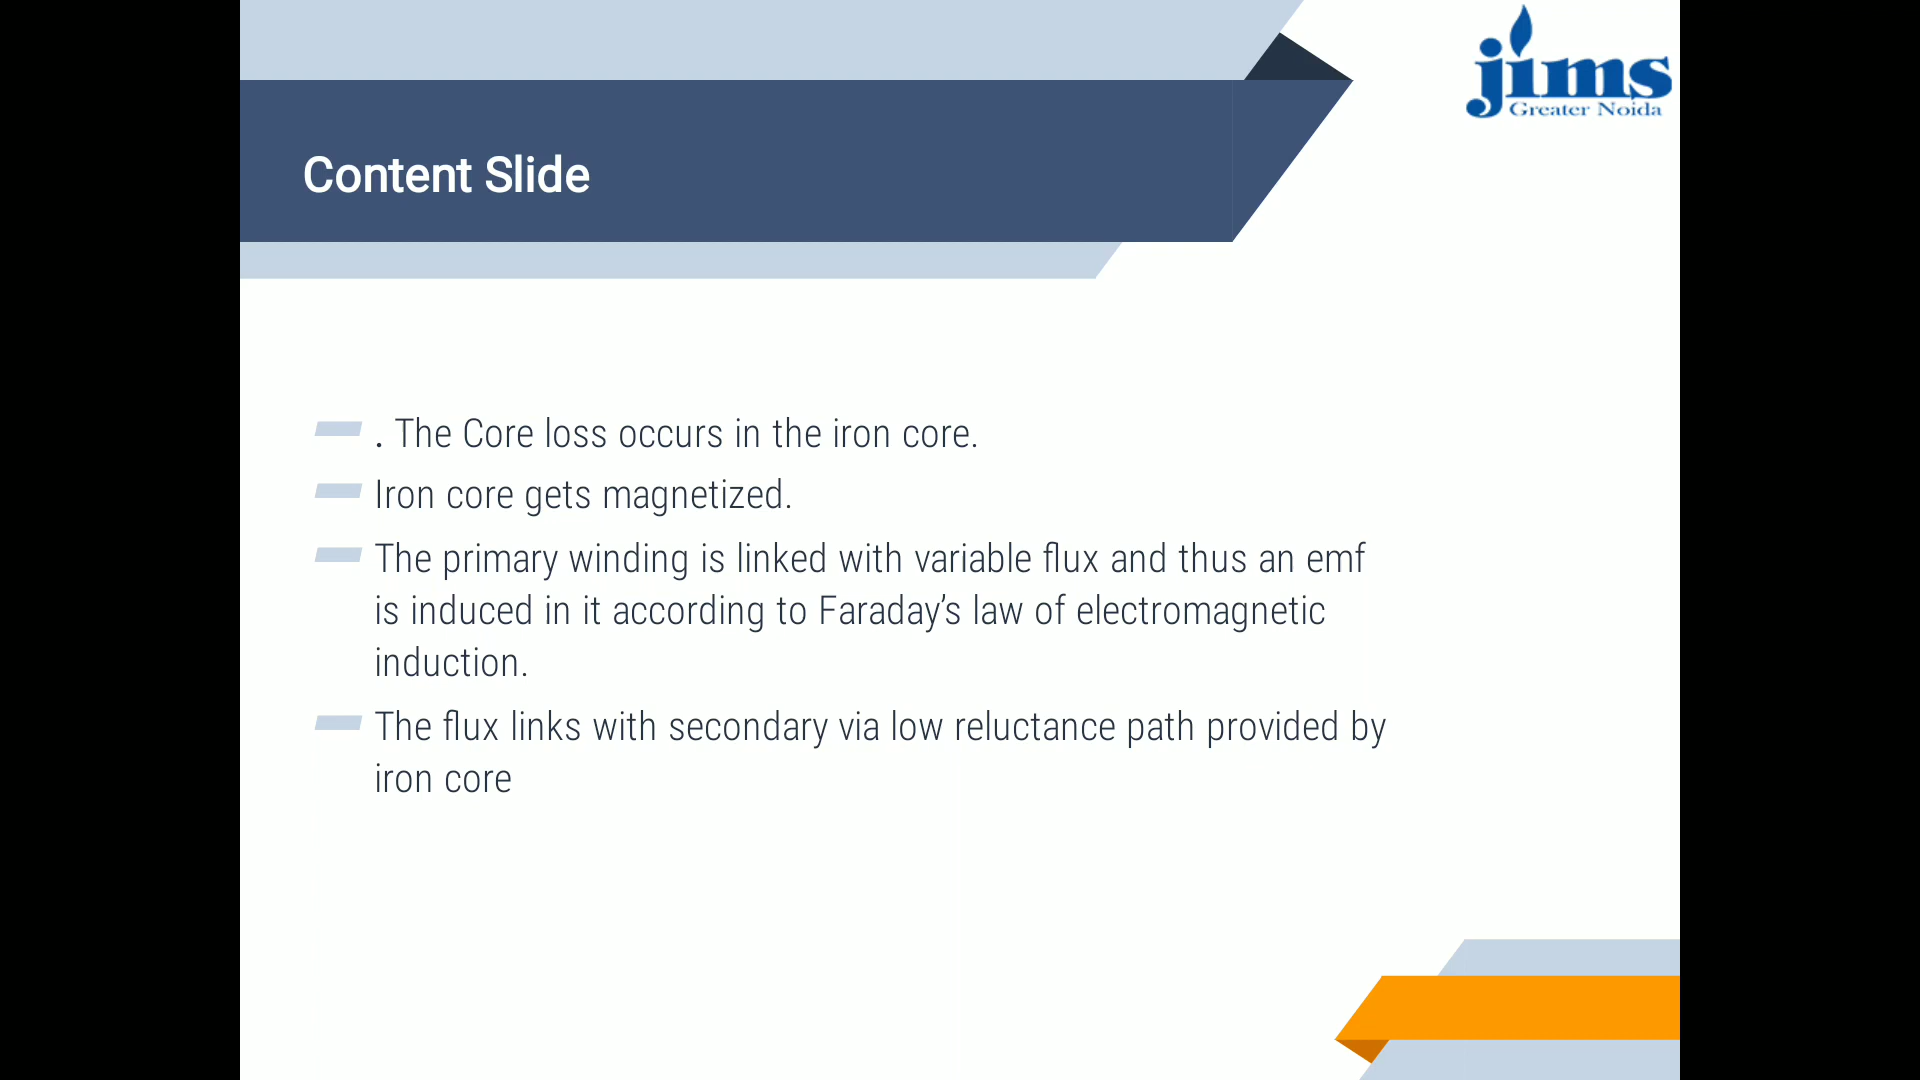 jims
Greater Noida
Content Slide
. The Core loss occurs in the iron core.
Iron core gets magnetized.
The primary winding is linked with variable flux and thus an emf
is induced in it according to Faraday’s law of electromagnetic
induction.
The flux links with secondary via low reluctance path provided by
iron core